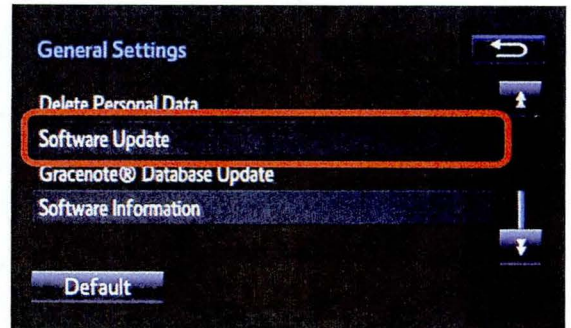 General Settings
Delete Personal Data
Software Update
Gracenote® Database Update
Software Information
Default